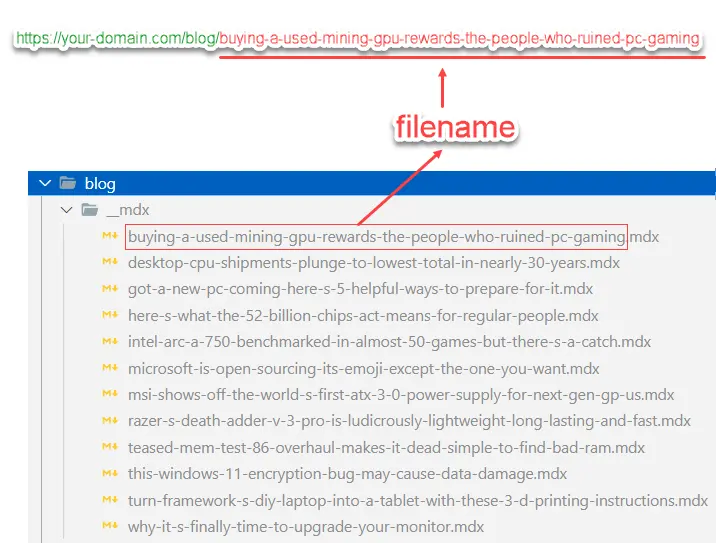 https://your-domain.com/blog/buying-a-used-mining-gpu-rewards-the-people-who-ruined-pc-gaming
filename
blog
__mdx
buying-a-used-mining-gpu-rewards-the-people-who-ruined-pc-gaming.mdx
desktop-cpu-shipments-plunge-to-lowest-total-in-nearly-30-years.mdx
got-a-new-pc-coming-here-s-5-helpful-ways-to-prepare-for-it.mdx
here-s-what-the-52-billion-chips-act-means-for-regular-people.mdx
intel-arc-a-750-benchmarked-in-almost-50-games-but-there-s-a-catch.mdx
microsoft-is-open-sourcing-its-emoji-except-the-one-you-want.mdx
msi-shows-off-the-world-s-first-atx-3-0-power-supply-for-next-gen-gp-us.mdx
razer-s-death-adder-v-3-pro-is-ludicrously-lightweight-long-lasting-and-fast.mdx
teased-mem-test-86-overhaul-makes-it-dead-simple-to-find-bad-ram.mdx
this-windows-11-encryption-bug-may-cause-data-damage.mdx
turn-framework-s-diy-laptop-into-a-tablet-with-these-3-d-printing-instructions.mdx
why-it-s-finally-time-to-upgrade-your-monitor.mdx